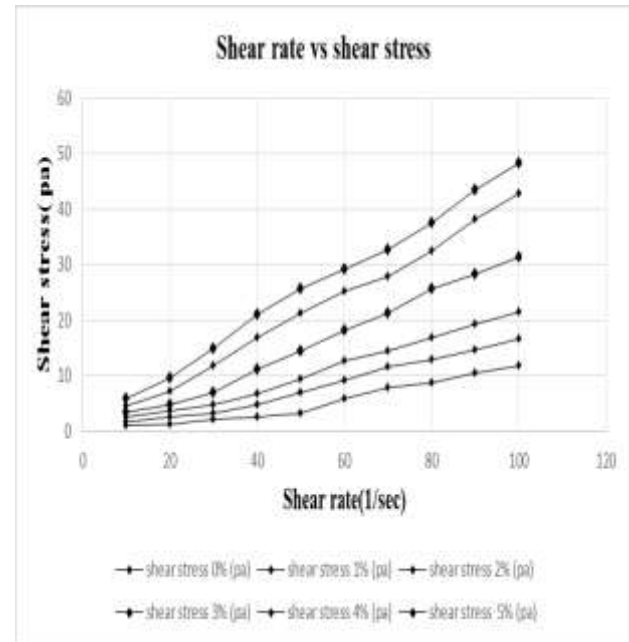 Shear rate vs shear stress
60
50
40
30
20
10
0
Shear stress( pa)
0 20 40 60 80 100 120
Shear rate(1/sec)
shear stress 0% (pa) shear stress 1% (pa) shear stress 2% (pa)
shear stress 3% (pa) shear stress 4% (pa) shear stress 5% (pa)